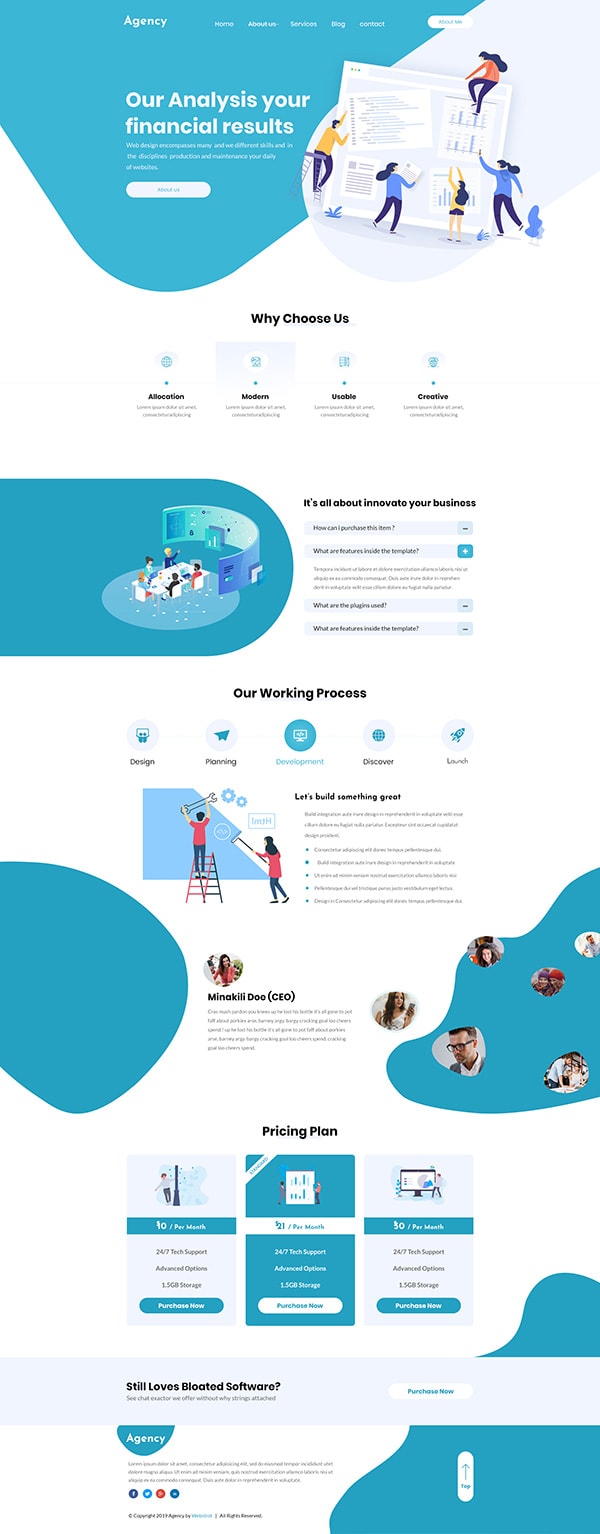 Agency
Home
About us
Services
Blog
contact
About Me
Our Analysis your
financial results
Web design encompasses many and we different skills and in
the disciplines production and maintenance your daily
of websites.
About us
Why Choose Us
Allocation
Lorem ipsum dolor sit amet,
consecteturadipiscing
Modern
Lorem ipsum dolor sit amet,
consecteturadipiscing
Usable
Lorem ipsum dolor sit amet,
consecteturadipiscing
Creative
Lorem ipsum dolor sit amet,
consecteturadipiscing
It's all about innovate your business
How can i purchase this item ?
What are features inside the template?
Tempora incidunt ut labore et dolore exercitation ullamco laboris nisi ut
aliquip ex ea commodo consequat. Duis aute irure dolor in reprehen
derit in voluptate velit esse cillum dolore eu fugiat nulla pariatur.
What are the plugins used?
What are features inside the template?
Our Working Process
Design
Planning
Development
Discover
Launch
Html
Let's build something great
Build integration aute irure design in reprehenderit in voluptate velit esse
cillum dolore eu fugiat nulla pariatur. Excepteur sint occaecat cupidatat
design proident.
Consectetur adipiscing elit donec tempus pellentesque dui.
Build integration aute irure design in reprehenderit in voluptate
Ut enim ad minim veniam nostrud exercitation ullamco laboris nisi
Pellentesque dui vel tristique purus justo vestibulum eget lectus
Design in Consectetur adipiscing elit donec tempus pellentesque dui.
Minakili Doo (CEO)
Cras mush pardon you knees up he lost his bottle it's all gone to pot
faff about porkies arse, barney argy bargy cracking goal loo cheers
spend ! up he lost his bottle it's all gone to pot faff about porkies
arse, barney argy bargy cracking goal loo cheers spend. cracking
goal loo cheers spend.
Pricing Plan
$10 / Per Month
24/7 Tech Support
Advanced Options
1.5GB Storage
Purchase Now
STANDARD
$21 / Per Month
24/7 Tech Support
Advanced Options
1.5GB Storage
Purchase Now
$30 / Per Month
24/7 Tech Support
Advanced Options
1.5GB Storage
Purchase Now
Still Loves Bloated Software?
See chat exactor we offer without why strings attached
Purchase Now
Agency
Lorem ipsum dolor sit amet, consectetur adipiscing elit, sed do eiusmod tempor incididunt utet
dolore magna aliqua. Ut enim ad minim veniam, quis nostrud exercitation ullamco laboris nisi ut
aliquip ex ea commodo consequat. Duis aute irure dolor in reprehenderit in voluptate.
Top
© Copyright 2019 Agency by Webstrot | All Rights Reserved.